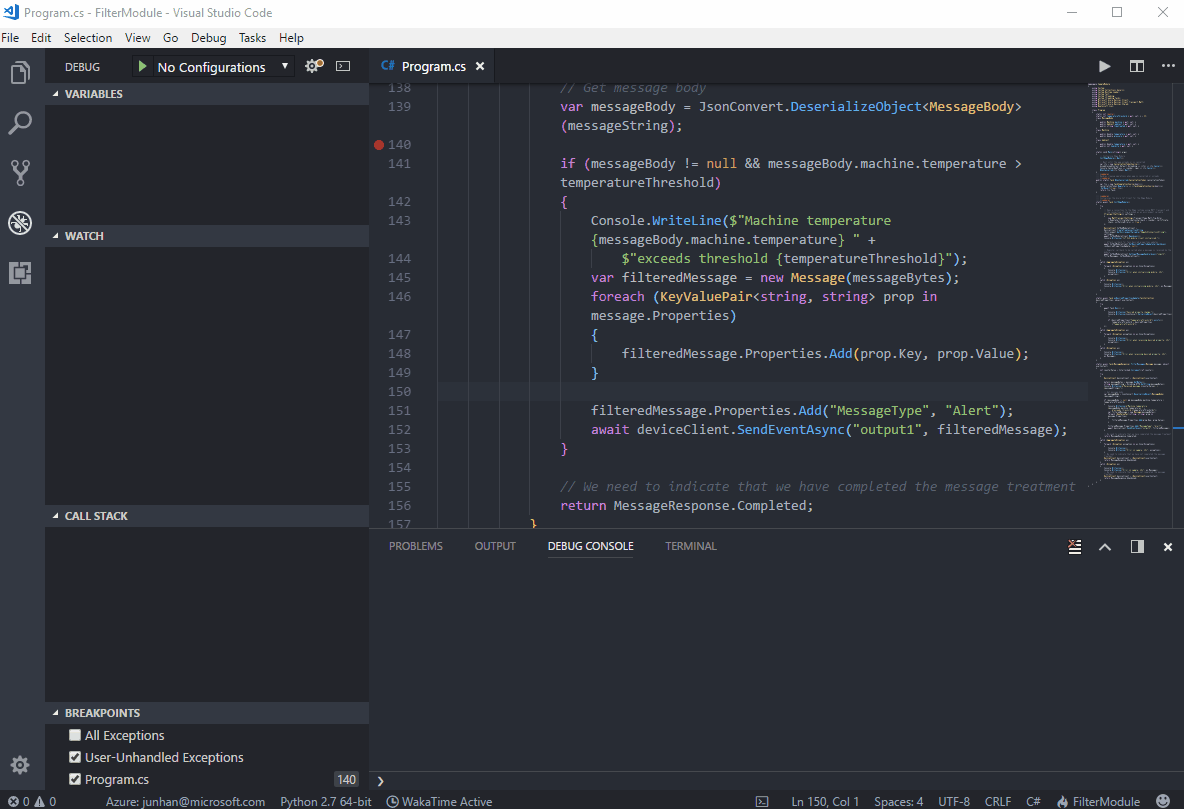 Program.cs - FilterModule - Visual Studio Code
File Edit Selection View Go Debug Tasks Help
DEBUG No Configurations
C# Program.cs
VARIABLES
WATCH
CALL STACK
BREAKPOINTS
All Exceptions
User-Unhandled Exceptions
Program.cs 140
138 // Get message body
139 var messageBody = JsonConvert.DeserializeObject<MessageBody>
(messageString);
140
141 if (messageBody != null && messageBody.machine.temperature >
temperatureThreshold)
142 {
143 Console.WriteLine($"Machine temperature
{messageBody.machine.temperature} " +
144 $"exceeds threshold {temperatureThreshold}");
145 var filteredMessage = new Message(messageBytes);
146 foreach (KeyValuePair<string, string> prop in
message.Properties)
147 {
148 filteredMessage.Properties.Add(prop.Key, prop.Value);
149 }
150
151 filteredMessage.Properties.Add("MessageType", "Alert");
152 await deviceClient.SendEventAsync("output1", filteredMessage);
153 }
154
155 // We need to indicate that we have completed the message treatment
156 return MessageResponse.Completed;
157 }
PROBLEMS OUTPUT DEBUG CONSOLE TERMINAL
❯
0 0 Azure: junhan@microsoft.com Python 2.7 64-bit WakaTime Active Ln 150, Col 1 Spaces: 4 UTF-8 CRLF C# FilterModule